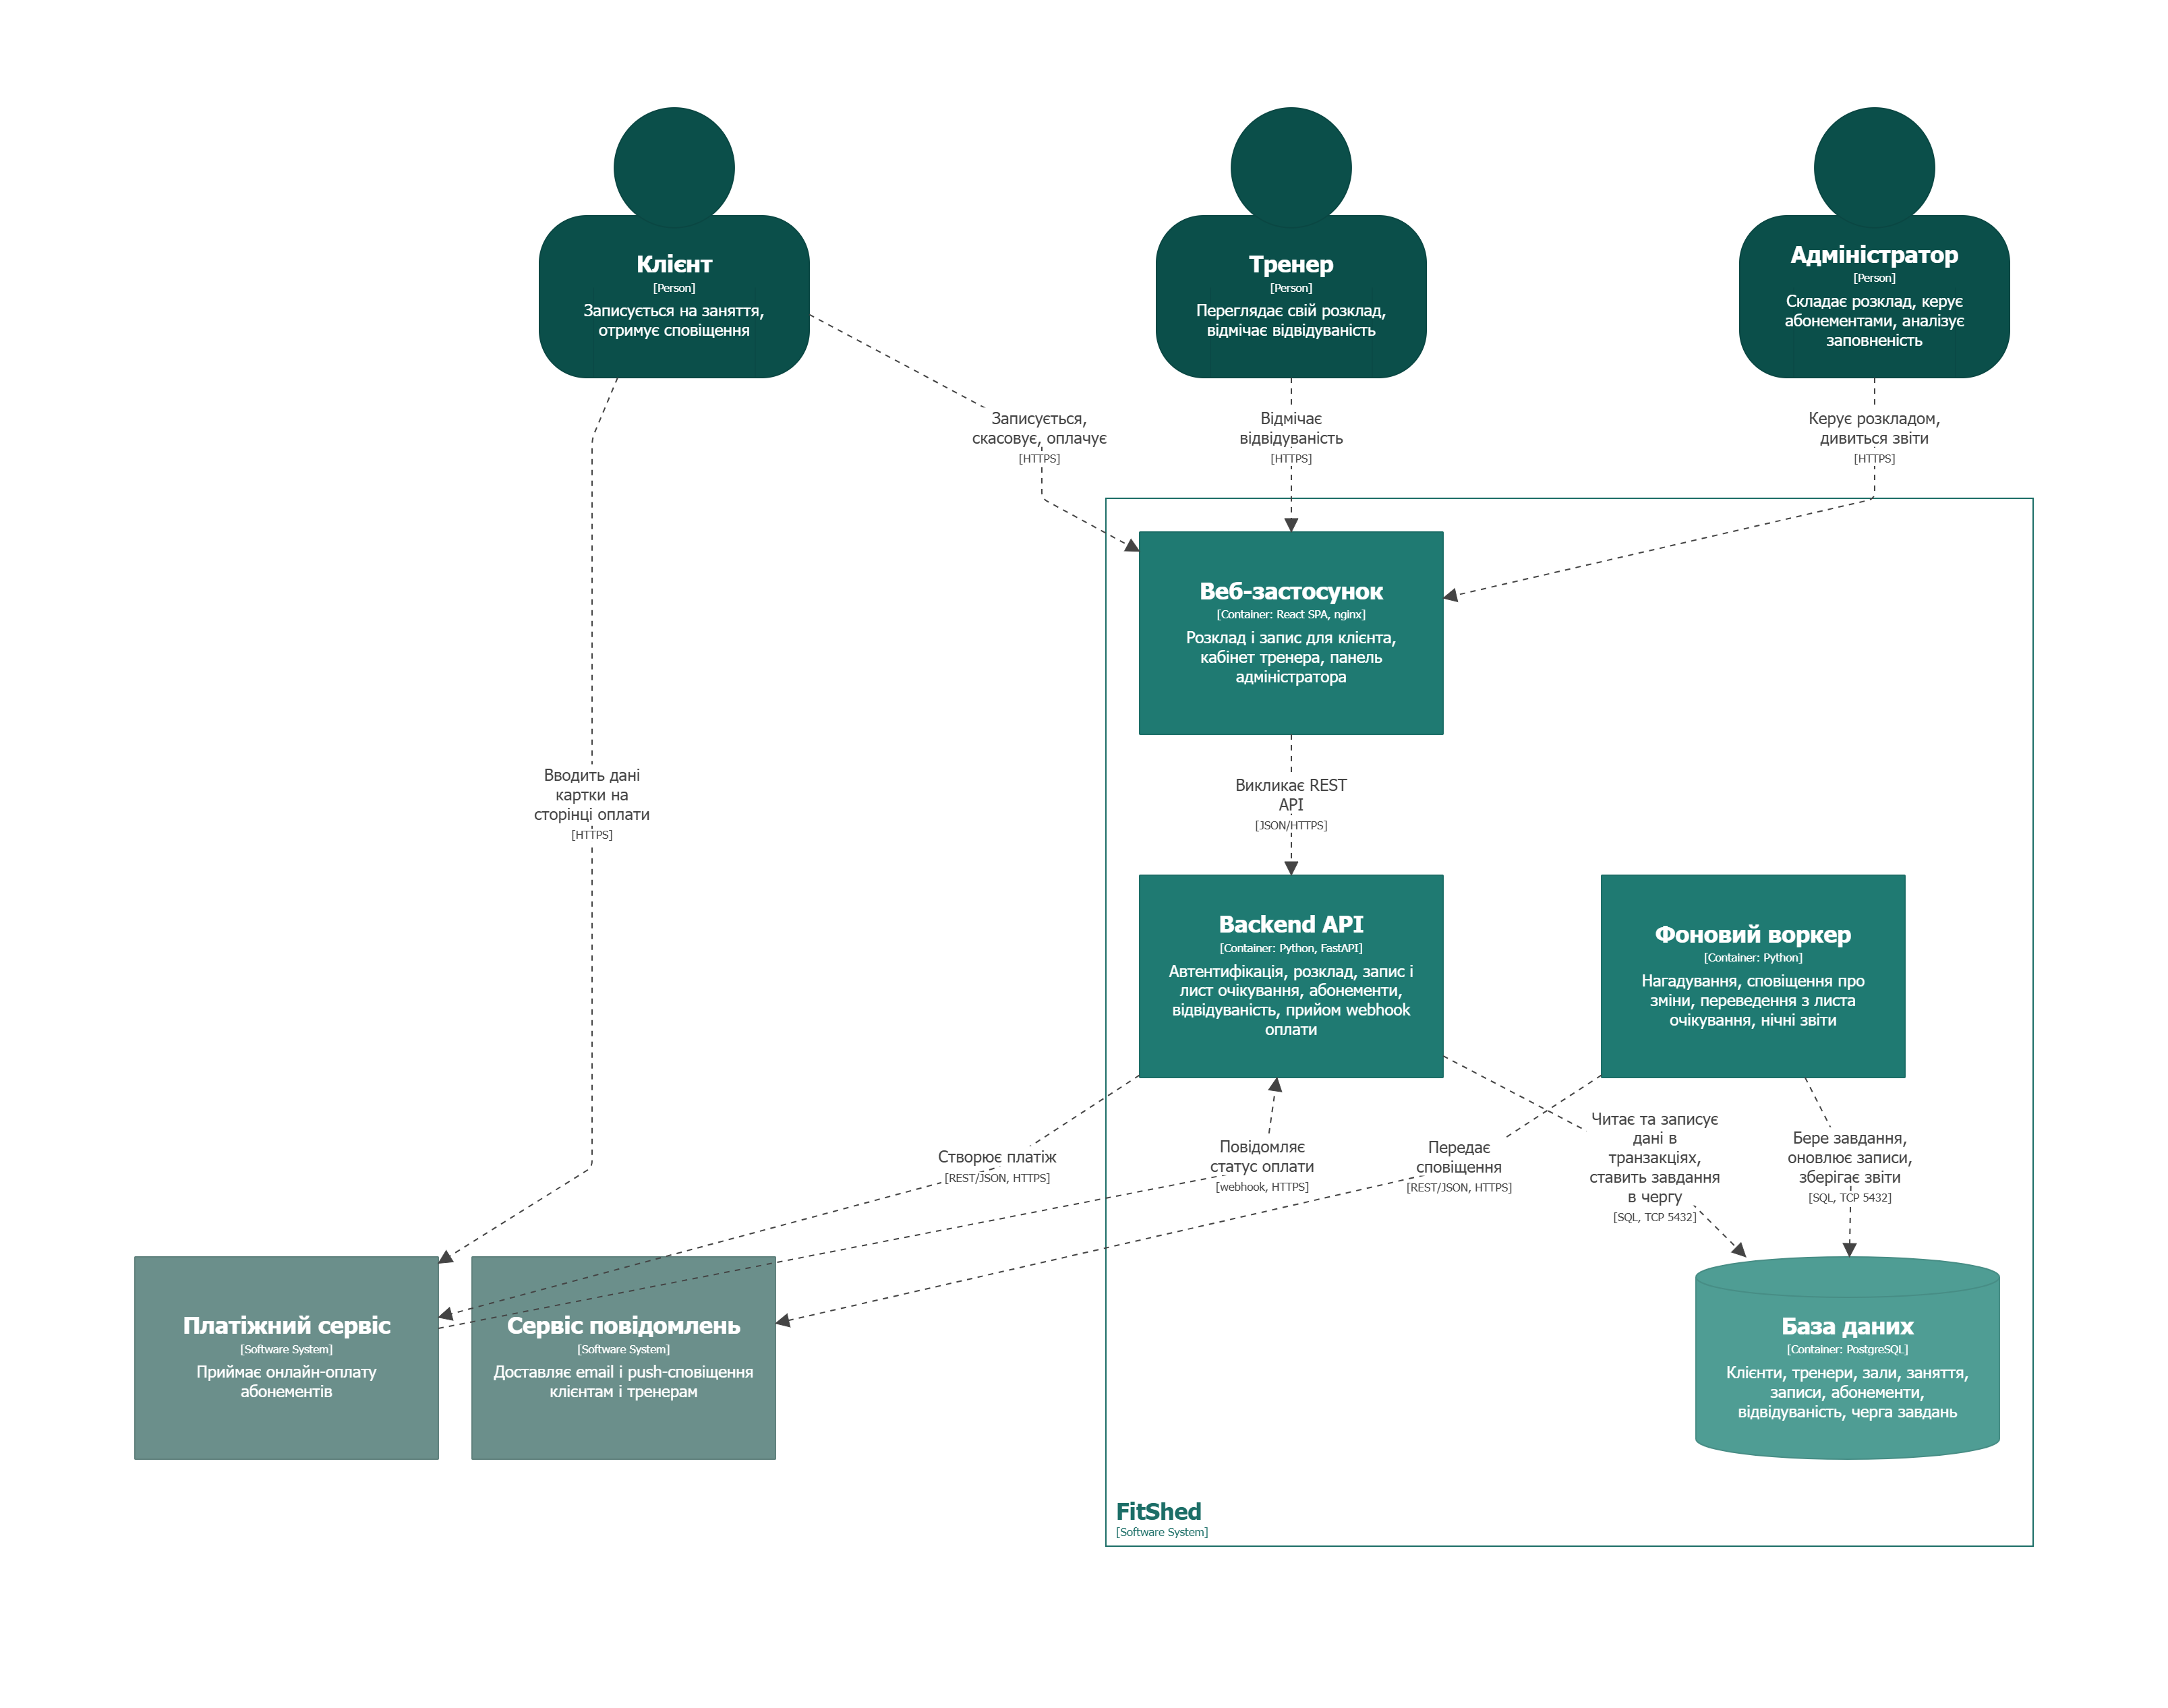 Клієнт
[Person]
Записується на заняття,
отримує сповіщення
Тренер
[Person]
Переглядає свій розклад,
відмічає відвідуваність
Адміністратор
[Person]
Складає розклад, керує
абонементами, аналізує
заповненість
Записується,
скасовує, оплачує
[HTTPS]
Відмічає
відвідуваність
[HTTPS]
Керує розкладом,
дивиться звіти
[HTTPS]
Веб-застосунок
[Container: React SPA, nginx]
Розклад і запис для клієнта,
кабінет тренера, панель
адміністратора
Вводить дані
картки на
сторінці оплати
[HTTPS]
Викликає REST
API
[JSON/HTTPS]
Backend API
[Container: Python, FastAPI]
Автентифікація, розклад, запис і
лист очікування, абонементи,
відвідуваність, прийом webhook
оплати
Фоновий воркер
[Container: Python]
Нагадування, сповіщення про
зміни, переведення з листа
очікування, нічні звіти
Створює платіж
[REST/JSON, HTTPS]
Повідомляє
статус оплати
[webhook, HTTPS]
Передає
сповіщення
[REST/JSON, HTTPS]
Читає та записує
дані в
транзакціях,
ставить завдання
в чергу
[SQL, TCP 5432]
Бере завдання,
оновлює записи,
зберігає звіти
[SQL, TCP 5432]
Платіжний сервіс
[Software System]
Приймає онлайн-оплату
абонементів
Сервіс повідомлень
[Software System]
Доставляє email і push-сповіщення
клієнтам і тренерам
База даних
[Container: PostgreSQL]
Клієнти, тренери, зали, заняття,
записи, абонементи,
відвідуваність, черга завдань
FitShed
[Software System]